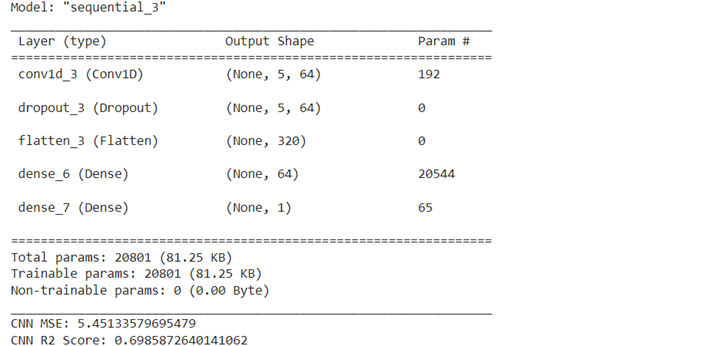 Model: "sequential_3"
Layer (type) Output Shape Param #
conv1d_3 (Conv1D) (None, 5, 64) 192
dropout_3 (Dropout) (None, 5, 64) 0
flatten_3 (Flatten) (None, 320) 0
dense_6 (Dense) (None, 64) 20544
dense_7 (Dense) (None, 1) 65
Total params: 20801 (81.25 KB)
Trainable params: 20801 (81.25 KB)
Non-trainable params: 0 (0.00 Byte)
CNN MSE: 5.45133579695479
CNN R2 Score: 0.6985872640141062